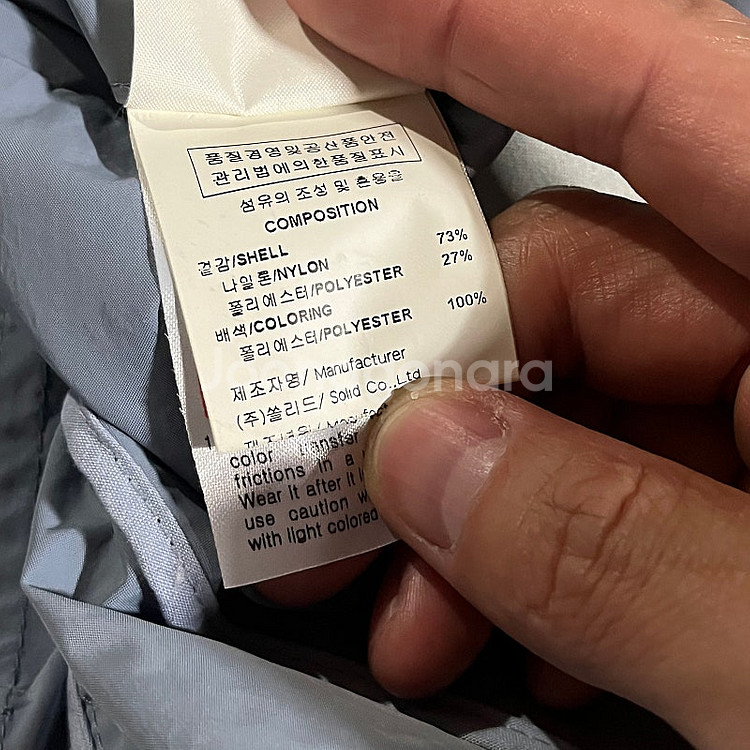 품질경영및공산품안전
관리법에의한품질표시
섬유의 조성 및 혼용율
COMPOSITION
겉감/SHELL
나일론/NYLON 73%
폴리에스터/POLYESTER 27%
배색/COLORING
폴리에스터/POLYESTER 100%
제조자명/ Manufacturer
(주)쏠리드/ Solid Co.,Ltd
color transfer
frictions in a
Wear it after it
use caution
with light colored